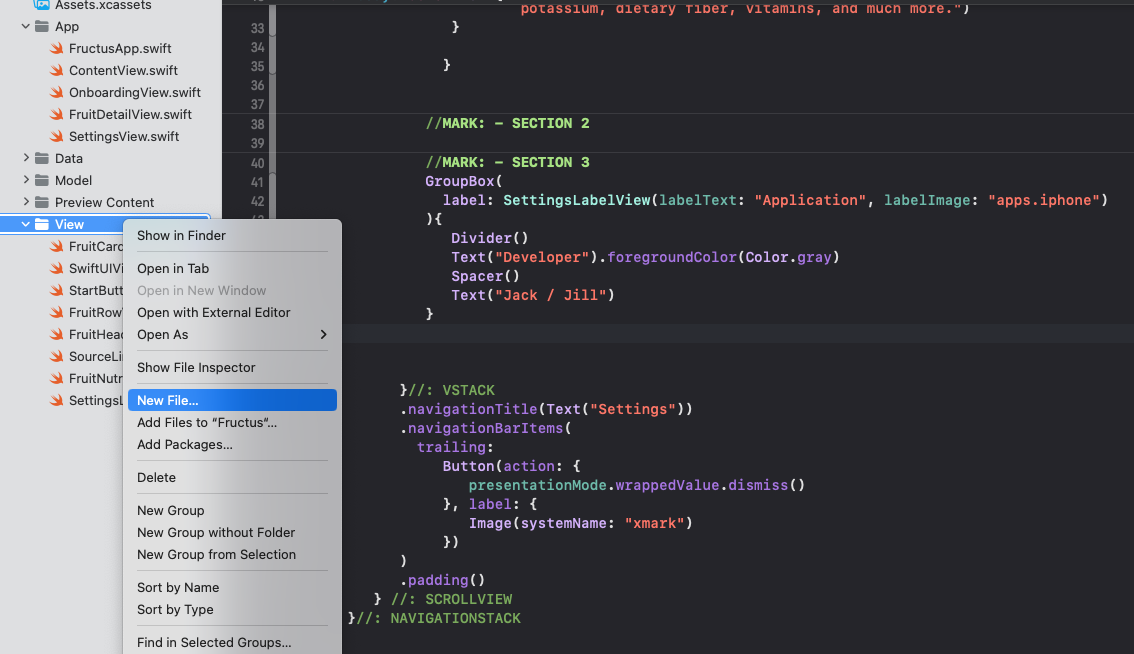 Assets.xcassets
App
FructusApp.swift
ContentView.swift
OnboardingView.swift
FruitDetailView.swift
SettingsView.swift
Data
Model
Preview Content
View
FruitCard
SwiftUIVi
StartButt
FruitRow
FruitHead
SourceLi
FruitNutr
SettingsL
Show in Finder
Open in Tab
Open in New Window
Open with External Editor
Open As
Show File Inspector
New File...
Add Files to “Fructus“...
Add Packages...
Delete
New Group
New Group without Folder
New Group from Selection
Sort by Name
Sort by Type
Find in Selected Groups...
potassium, dietary fiber, vitamins, and much more.")
33 }
34
35 }
36
37
38 //MARK: - SECTION 2
39
40 //MARK: - SECTION 3
41 GroupBox(
42 label: SettingsLabelView(labelText: "Application", labelImage: "apps.iphone")
){
Divider()
Text("Developer").foregroundColor(Color.gray)
Spacer()
Text("Jack / Jill")
}
}//: VSTACK
.navigationTitle(Text("Settings"))
.navigationBarItems(
trailing:
Button(action: {
presentationMode.wrappedValue.dismiss()
}, label: {
Image(systemName: "xmark")
})
)
.padding()
} //: SCROLLVIEW
}//: NAVIGATIONSTACK